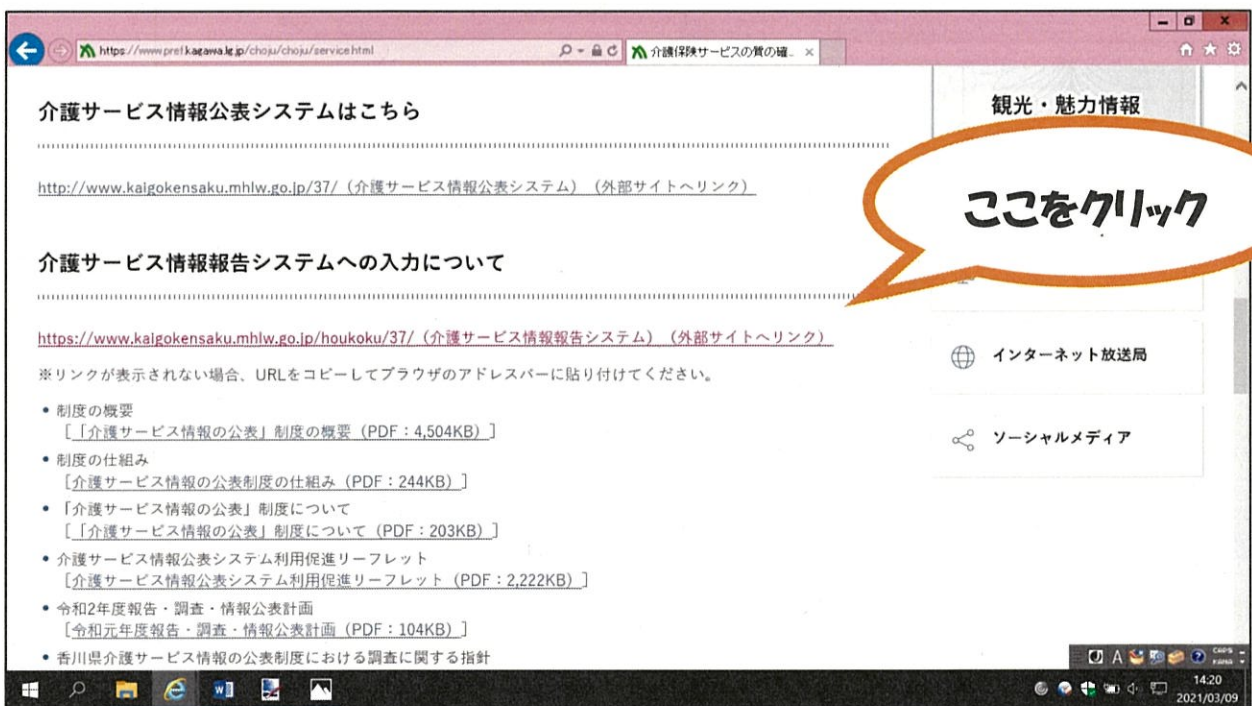 https://www.pref.kagawa.lg.jp/choju/choju/service.html
介護保険サービスの質の確...
介護サービス情報公表システムはこちら
http://www.kaigokensaku.mhlw.go.jp/37/（介護サービス情報公表システム）（外部サイトへリンク）
介護サービス情報報告システムへの入力について
https://www.kaigokensaku.mhlw.go.jp/houkoku/37/（介護サービス情報報告システム）（外部サイトへリンク）
※リンクが表示されない場合、URLをコピーしてブラウザのアドレスバーに貼り付けてください。
• 制度の概要
［「介護サービス情報の公表」制度の概要（PDF：4,504KB）］
• 制度の仕組み
［介護サービス情報の公表制度の仕組み（PDF：244KB）］
• 「介護サービス情報の公表」制度について
［「介護サービス情報の公表」制度について（PDF：203KB）］
• 介護サービス情報公表システム利用促進リーフレット
［介護サービス情報公表システム利用促進リーフレット（PDF：2,222KB）］
• 令和2年度報告・調査・情報公表計画
［令和元年度報告・調査・情報公表計画（PDF：104KB）］
• 香川県介護サービス情報の公表制度における調査に関する指針
観光・魅力情報
ここをクリック
インターネット放送局
ソーシャルメディア
A
CAPS
KANA
14:20
2021/03/09